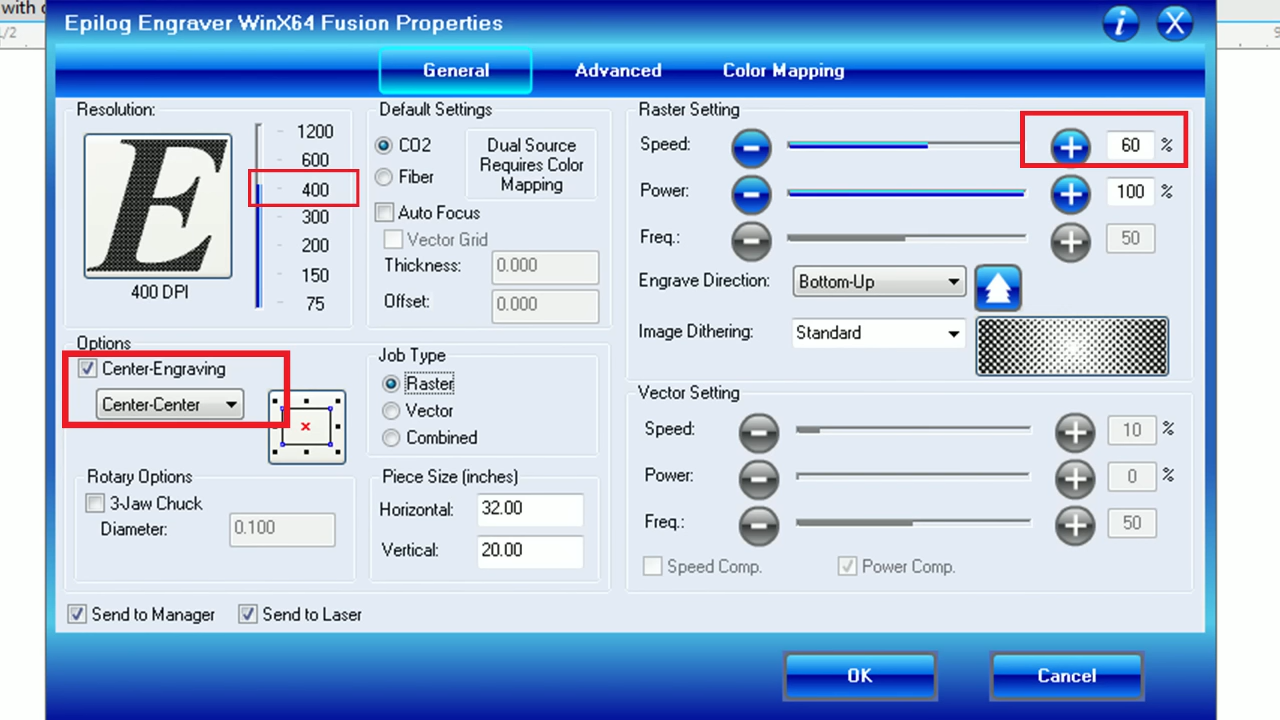 with c
1/2
Epilog Engraver WinX64 Fusion Properties
i X
General Advanced Color Mapping
Resolution:
E
1200
600
400
300
200
150
75
400 DPI
Default Settings
CO2
Fiber
Dual Source
Requires Color
Mapping
Auto Focus
Vector Grid
Thickness: 0.000
Offset: 0.000
Raster Setting
Speed: 60 %
Power: 100 %
Freq.: 50
Engrave Direction: Bottom-Up
Image Dithering: Standard
Options
Center-Engraving
Center-Center
Job Type
Raster
Vector
Combined
Vector Setting
Speed: 10 %
Power: 0 %
Freq.: 50
Speed Comp. Power Comp.
Rotary Options
3-Jaw Chuck
Diameter: 0.100
Piece Size (inches)
Horizontal: 32.00
Vertical: 20.00
Send to Manager Send to Laser
OK Cancel